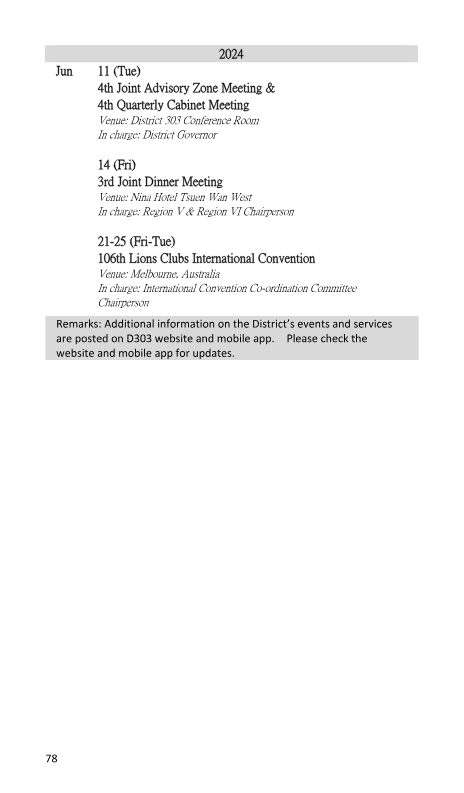 2024
Jun 11 (Tue)
4th Joint Advisory Zone Meeting &
4th Quarterly Cabinet Meeting
Venue: District 303 Conference Room
In charge: District Governor
14 (Fri)
3rd Joint Dinner Meeting
Venue: Nina Hotel Tsuen Wan West
In charge: Region V & Region VI Chairperson
21-25 (Fri-Tue)
106th Lions Clubs International Convention
Venue: Melbourne, Australia
In charge: International Convention Co-ordination Committee
Chairperson
Remarks: Additional information on the District’s events and services
are posted on D303 website and mobile app. Please check the
website and mobile app for updates.
78